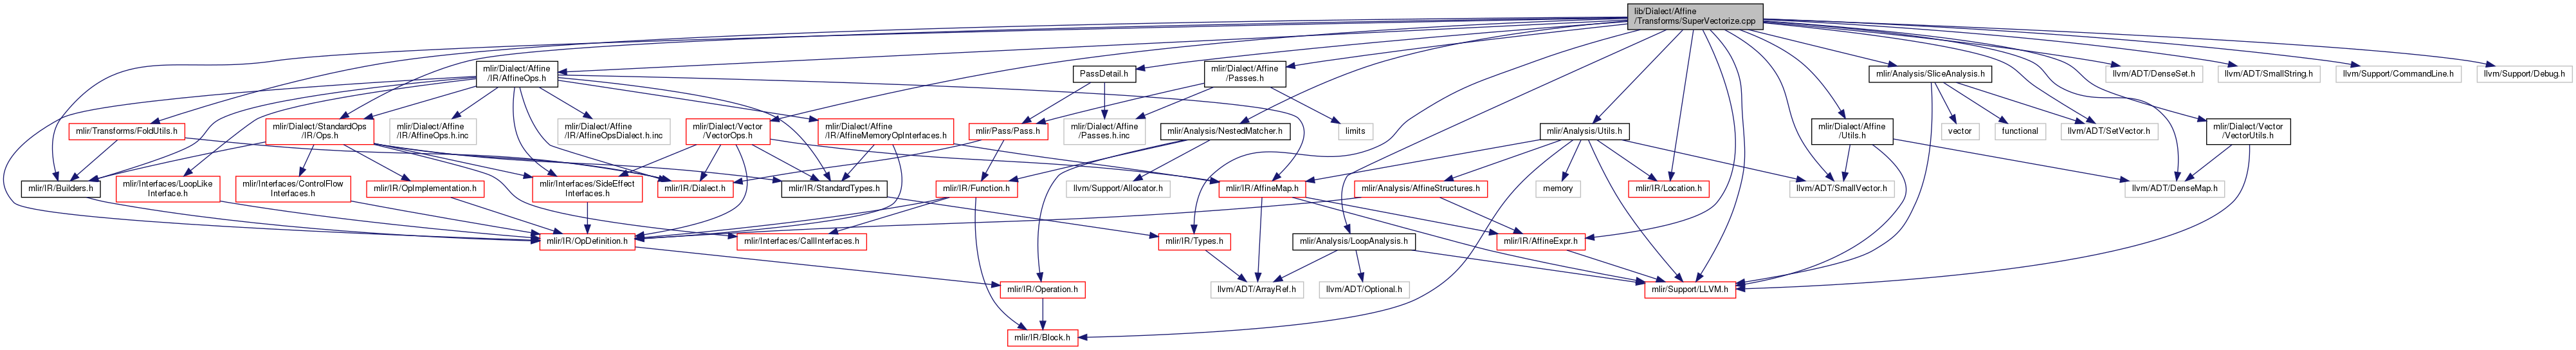 lib/Dialect/Affine
/Transforms/SuperVectorize.cpp
mlir/Dialect/Affine
/IR/AffineOps.h
PassDetail.h
mlir/Dialect/Affine
/Passes.h
mlir/Analysis/SliceAnalysis.h
llvm/ADT/DenseSet.h
llvm/ADT/SmallString.h
llvm/Support/CommandLine.h
llvm/Support/Debug.h
mlir/Transforms/FoldUtils.h
mlir/Dialect/StandardOps
/IR/Ops.h
mlir/Dialect/Affine
/IR/AffineOps.h.inc
mlir/Dialect/Affine
/IR/AffineOpsDialect.h.inc
mlir/Dialect/Vector
/VectorOps.h
mlir/Dialect/Affine
/IR/AffineMemoryOpInterfaces.h
mlir/Pass/Pass.h
mlir/Dialect/Affine
/Passes.h.inc
mlir/Analysis/NestedMatcher.h
limits
mlir/Analysis/Utils.h
mlir/Dialect/Affine
/Utils.h
vector
functional
llvm/ADT/SetVector.h
mlir/Dialect/Vector
/VectorUtils.h
mlir/IR/Builders.h
mlir/Interfaces/LoopLike
Interface.h
mlir/Interfaces/ControlFlow
Interfaces.h
mlir/IR/OpImplementation.h
mlir/Interfaces/SideEffect
Interfaces.h
mlir/IR/Dialect.h
mlir/IR/StandardTypes.h
mlir/IR/Function.h
llvm/Support/Allocator.h
mlir/IR/AffineMap.h
mlir/Analysis/AffineStructures.h
memory
mlir/IR/Location.h
llvm/ADT/SmallVector.h
llvm/ADT/DenseMap.h
mlir/IR/OpDefinition.h
mlir/Interfaces/CallInterfaces.h
mlir/IR/Types.h
mlir/Analysis/LoopAnalysis.h
mlir/IR/AffineExpr.h
mlir/IR/Operation.h
llvm/ADT/ArrayRef.h
llvm/ADT/Optional.h
mlir/Support/LLVM.h
mlir/IR/Block.h